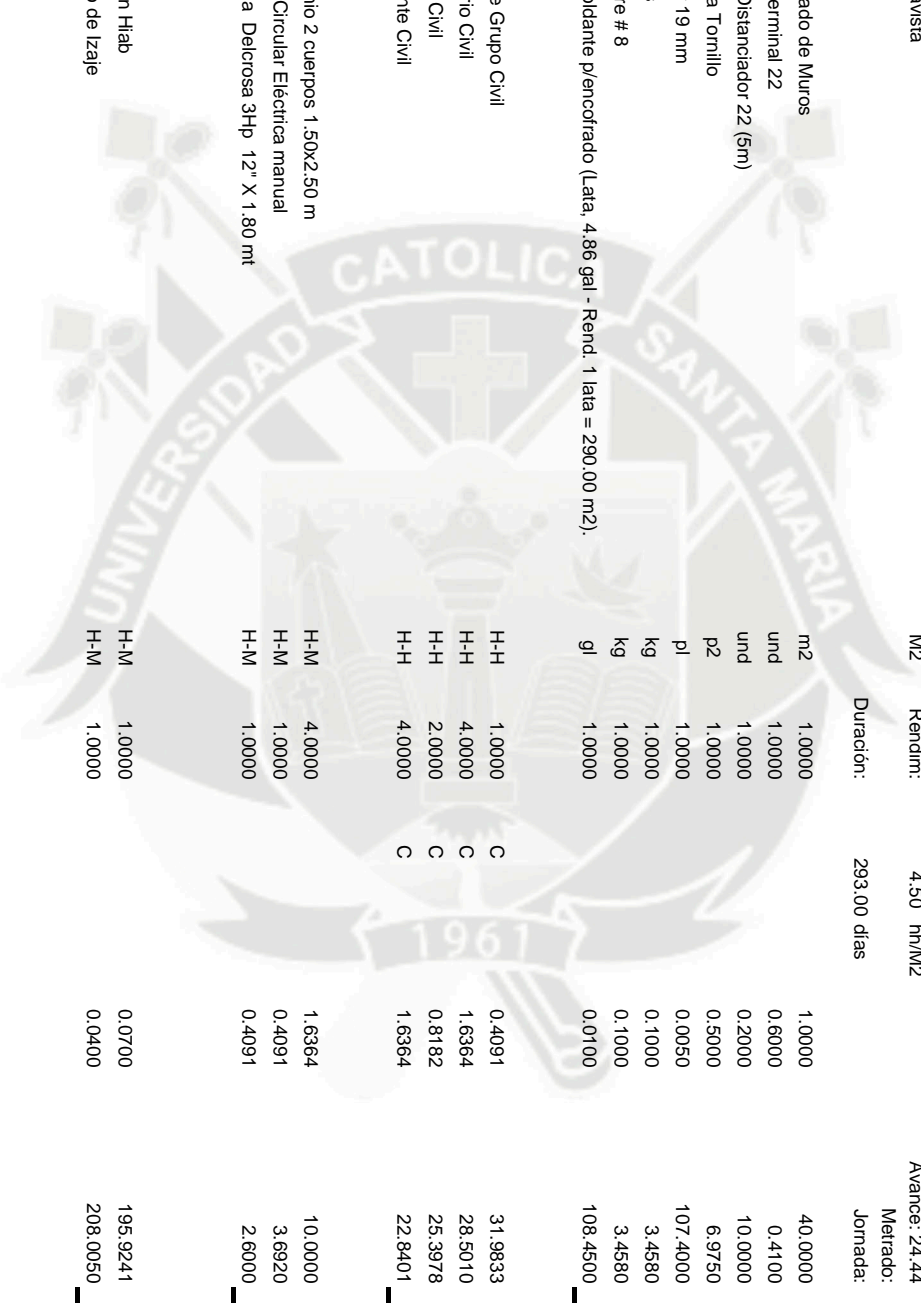 avista M2 Rendim: 4.50 hh/M2 Avance: 24.44
Metrado:
Duración: 293.00 días Jornada:
ado de Muros m2 1.0000 1.0000 40.0000
erminal 22 und 1.0000 0.6000 0.4100
Distanciador 22 (5m) und 1.0000 0.2000 10.0000
a Tornillo p2 1.0000 0.5000 6.9750
19 mm pl 1.0000 0.0050 107.4000
kg 1.0000 0.1000 3.4580
re # 8 kg 1.0000 0.1000 3.4580
oldante p/encofrado (Lata, 4.86 gal - Rend. 1 lata = 290.00 m2). gl 1.0000 0.0100 108.4500
e Grupo Civil H-H 1.0000 C 0.4091 31.9833
rio Civil H-H 4.0000 C 1.6364 28.5010
Civil H-H 2.0000 C 0.8182 25.3978
nte Civil H-H 4.0000 C 1.6364 22.8401
nio 2 cuerpos 1.50x2.50 m H-M 4.0000 1.6364 10.0000
Circular Eléctrica manual H-M 1.0000 0.4091 3.6920
a Delcrosa 3Hp 12" X 1.80 mt H-M 1.0000 0.4091 2.6000
n Hiab H-M 1.0000 0.0700 195.9241
o de Izaje H-M 1.0000 0.0400 208.0050
UNIVERSIDAD CATOLICA SANTA MARIA
1961